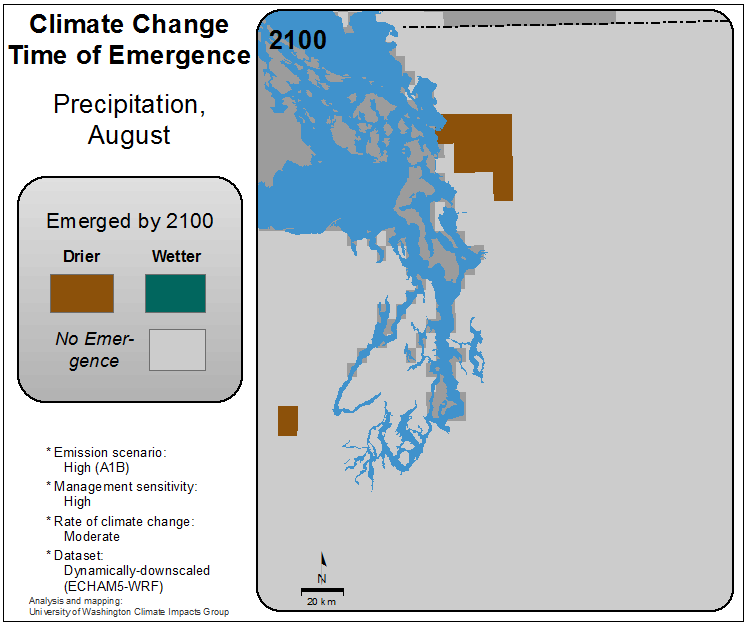 Climate Change
Time of Emergence
Precipitation,
August
Emerged by 2100
Drier Wetter
No Emer-
gence
* Emission scenario:
High (A1B)
* Management sensitivity:
High
* Rate of climate change:
Moderate
* Dataset:
Dynamically-downscaled
(ECHAM5-WRF)
Analysis and mapping:
University of Washington Climate Impacts Group
2100
N
20 km